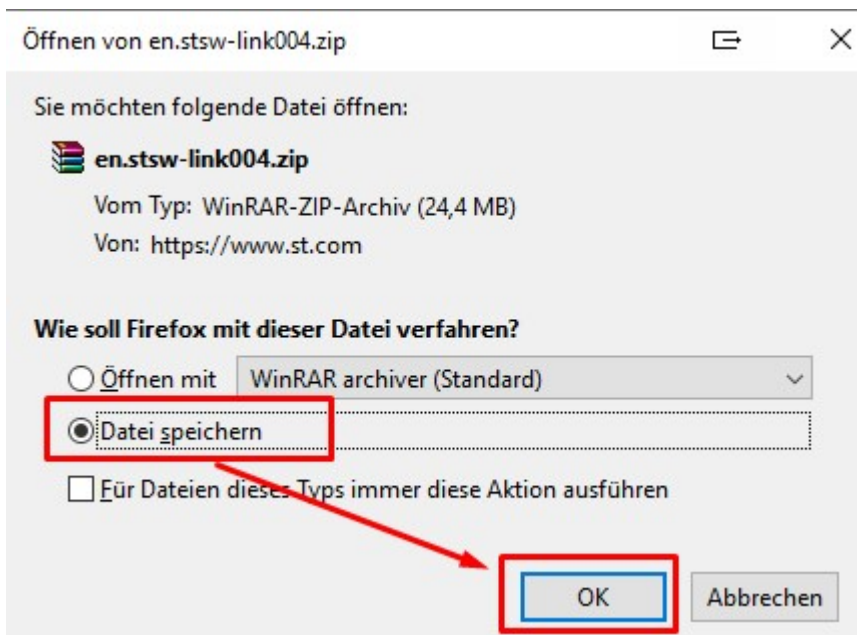 Öffnen von en.stsw-link004.zip
Sie möchten folgende Datei öffnen:
en.stsw-link004.zip
Vom Typ: WinRAR-ZIP-Archiv (24,4 MB)
Von: https://www.st.com
Wie soll Firefox mit dieser Datei verfahren?
Öffnen mit WinRAR archiver (Standard)
Datei speichern
Für Dateien dieses Typs immer diese Aktion ausführen
OK Abbrechen